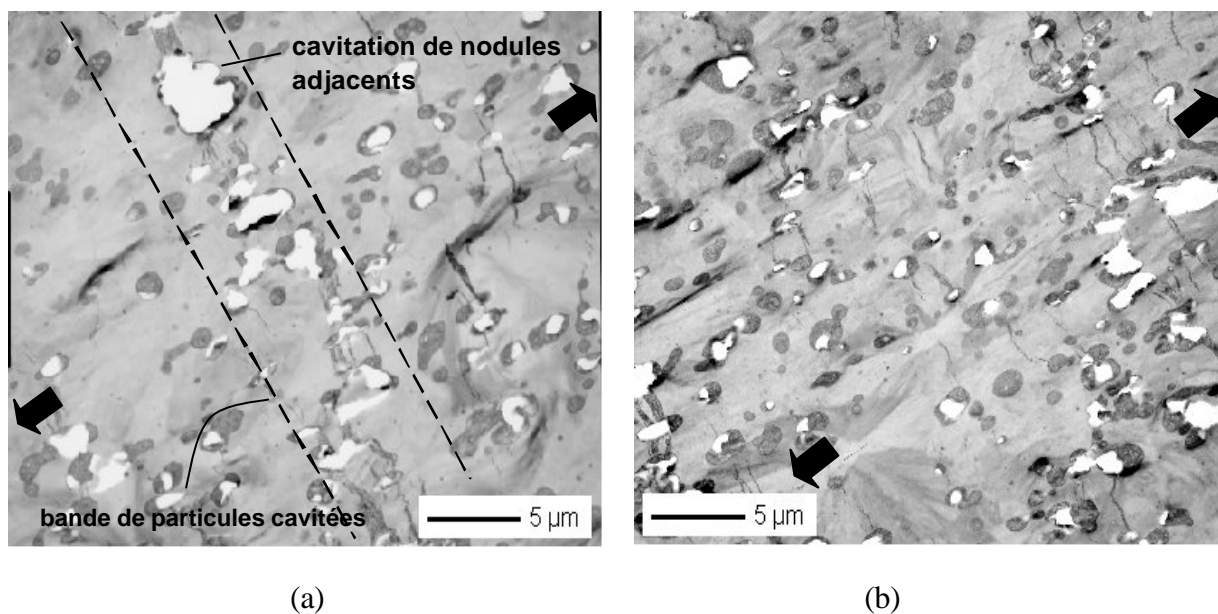 cavitation de nodules
adjacents
bande de particules cavitées
5 µm
5 µm
(a)
(b)